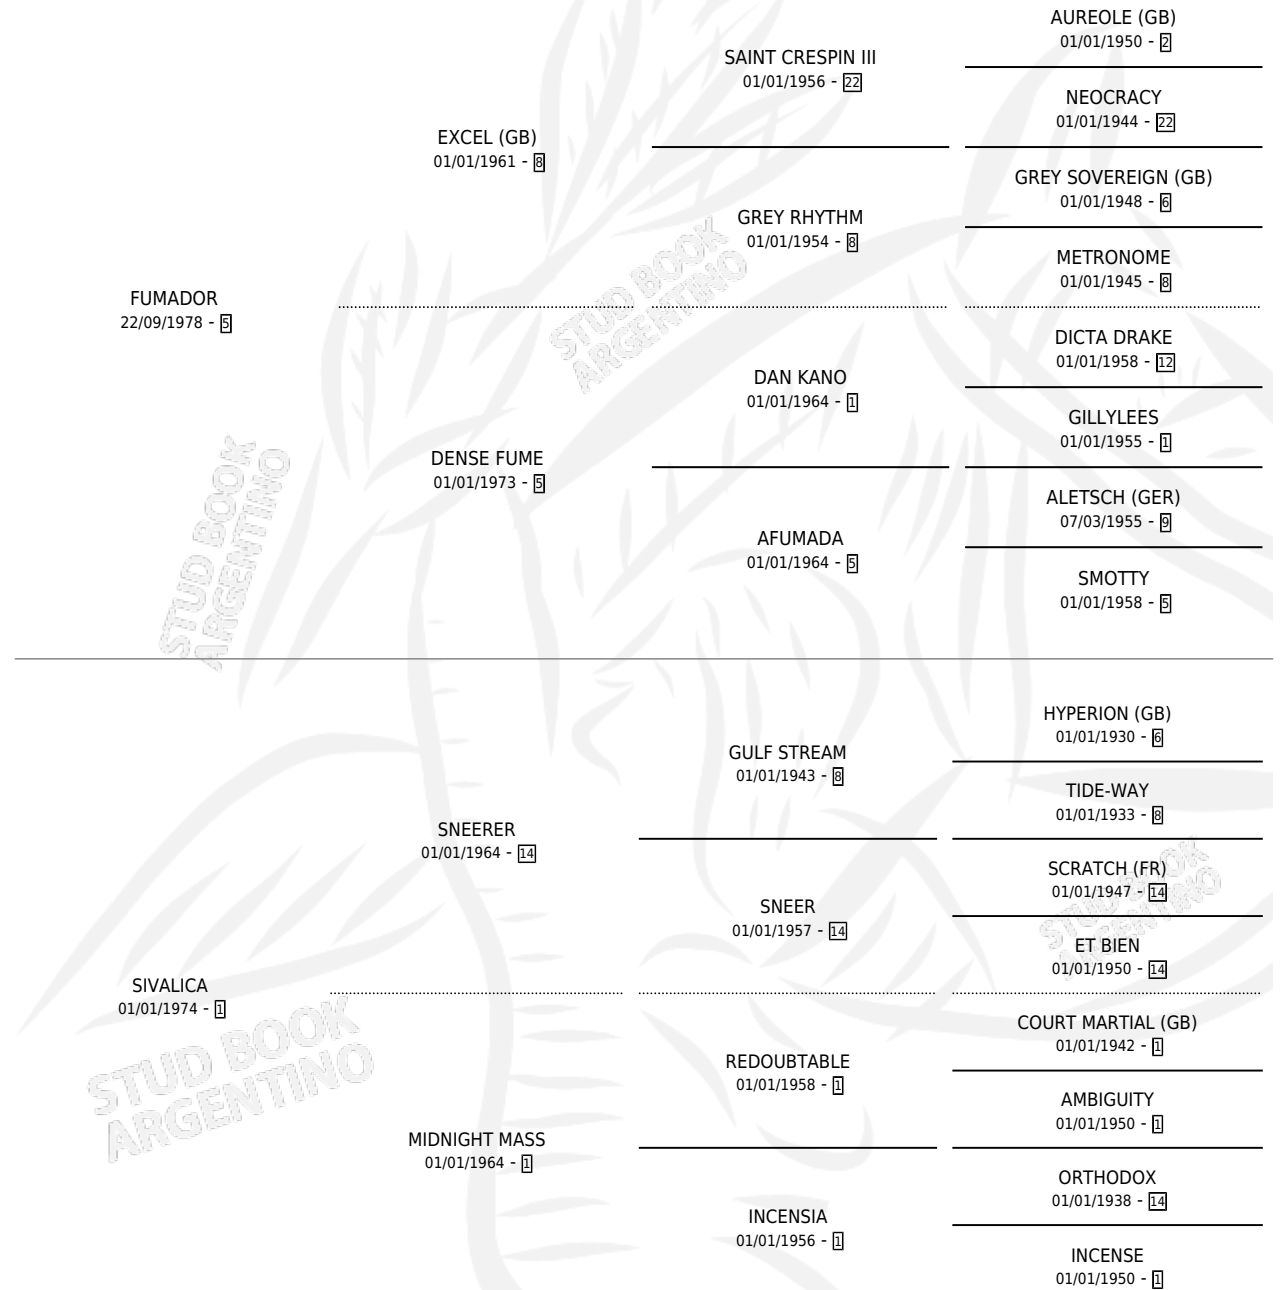 AUREOLE (GB)
01/01/1950 - 2
SAINT CRESPIN III
01/01/1956 - 22
NEOCRACY
01/01/1944 - 22
EXCEL (GB)
01/01/1961 - 8
GREY SOVEREIGN (GB)
01/01/1948 - 6
GREY RHYTHM
01/01/1954 - 8
METRONOME
01/01/1945 - 8
FUMADOR
22/09/1978 - 5
DICTA DRAKE
01/01/1958 - 12
DAN KANO
01/01/1964 - 1
GILLYLEES
01/01/1955 - 1
DENSE FUME
01/01/1973 - 5
ALETSCH (GER)
07/03/1955 - 9
AFUMADA
01/01/1964 - 5
SMOTTY
01/01/1958 - 5
HYPERION (GB)
01/01/1930 - 6
GULF STREAM
01/01/1943 - 8
TIDE-WAY
01/01/1933 - 8
SNEERER
01/01/1964 - 14
SCRATCH (FR)
01/01/1947 - 14
SNEER
01/01/1957 - 14
ET BIEN
01/01/1950 - 14
SIVALICA
01/01/1974 - 1
COURT MARTIAL (GB)
01/01/1942 - 1
REDOUBTABLE
01/01/1958 - 1
AMBIGUITY
01/01/1950 - 1
MIDNIGHT MASS
01/01/1964 - 1
ORTHODOX
01/01/1938 - 14
INCENSIA
01/01/1956 - 1
INCENSE
01/01/1950 - 1
STUD BOOK
ARGENTINO
STUD BOOK
ARGENTINO
STUD BOOK
ARGENTINO
STUD BOOK
ARGENTINO